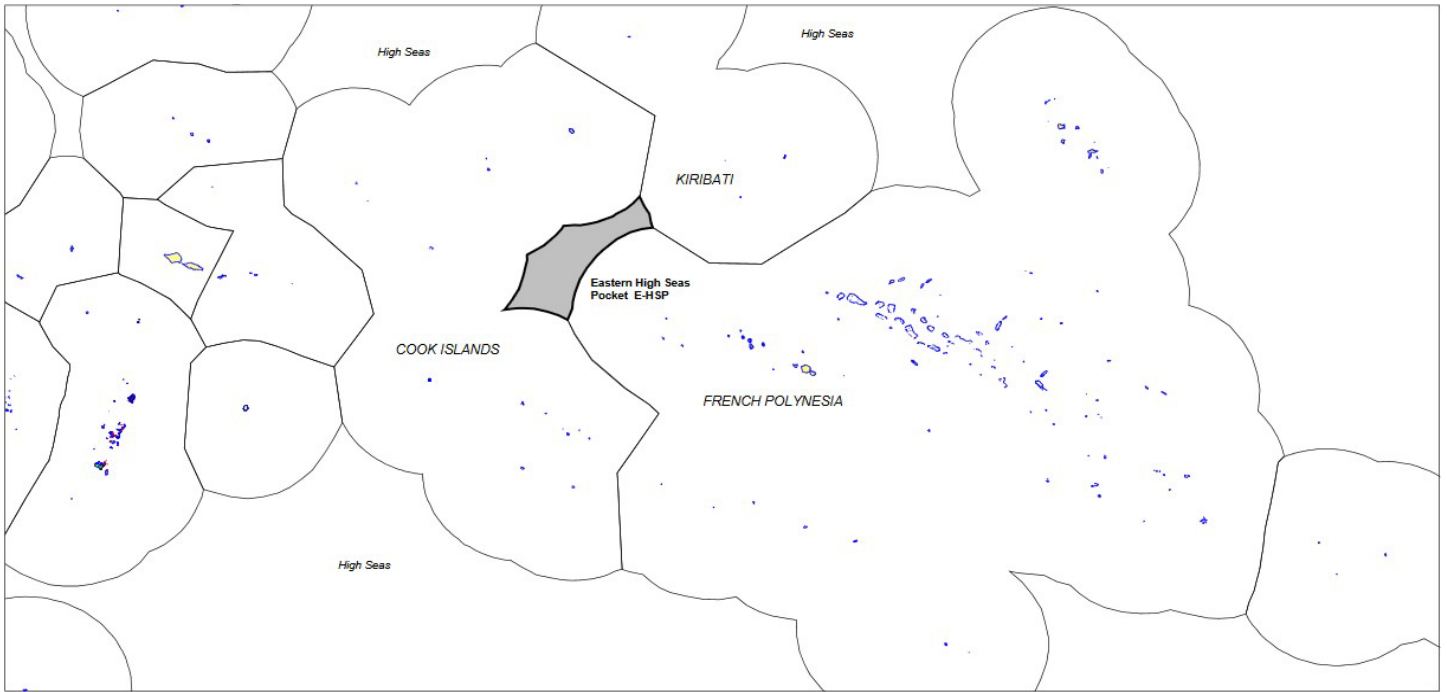 High Seas
High Seas
KIRIBATI
Eastern High Seas
Pocket E-HSP
COOK ISLANDS
FRENCH POLYNESIA
High Seas